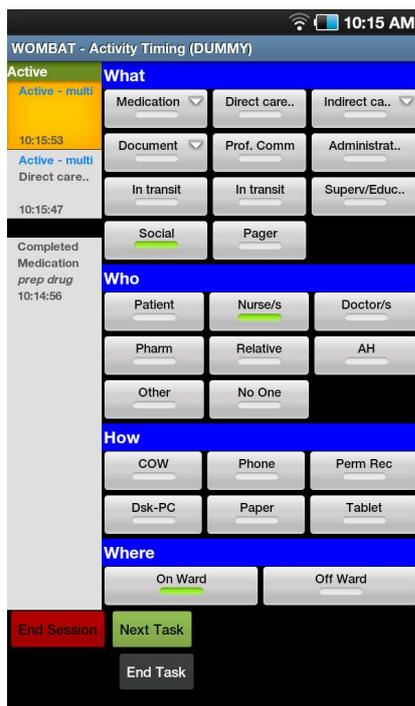 10:15 AM
WOMBAT - Activity Timing (DUMMY)
Active
Active - multi
10:15:53
Active - multi
Direct care..
10:15:47
Completed
Medication
prep drug
10:14:56
What
Medication Direct care.. Indirect ca..
Document Prof. Comm Administrat..
In transit In transit Superv/Educ..
Social Pager
Who
Patient Nurse/s Doctor/s
Pharm Relative AH
Other No One
How
COW Phone Perm Rec
Dsk-PC Paper Tablet
Where
On Ward Off Ward
End Session Next Task
End Task